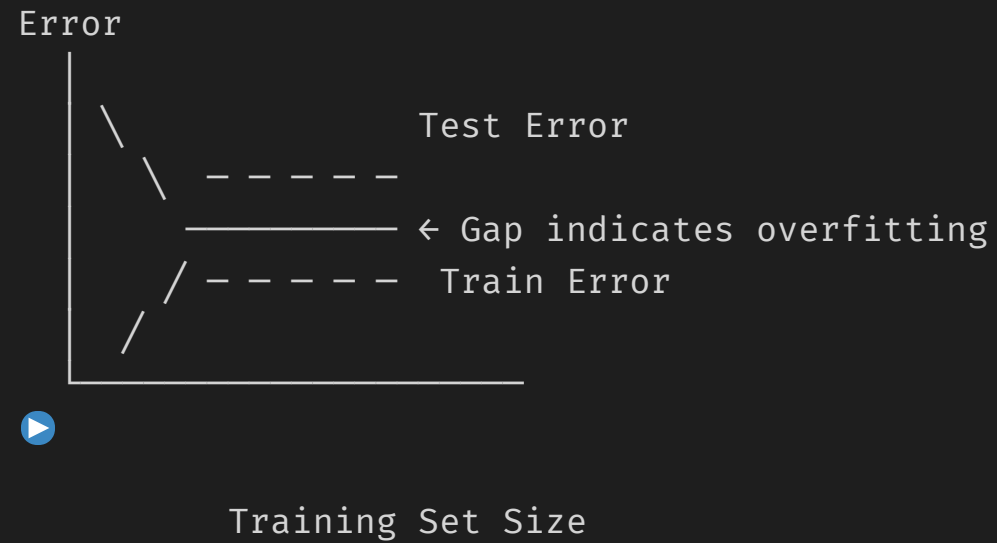 Error
Test Error
← Gap indicates overfitting
Train Error
Training Set Size